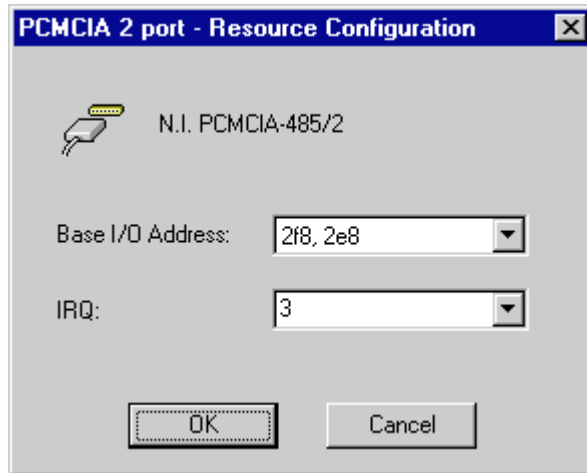 PCMCIA 2 port - Resource Configuration
N.I. PCMCIA-485/2
Base I/O Address: 2f8, 2e8
IRQ: 3
OK Cancel